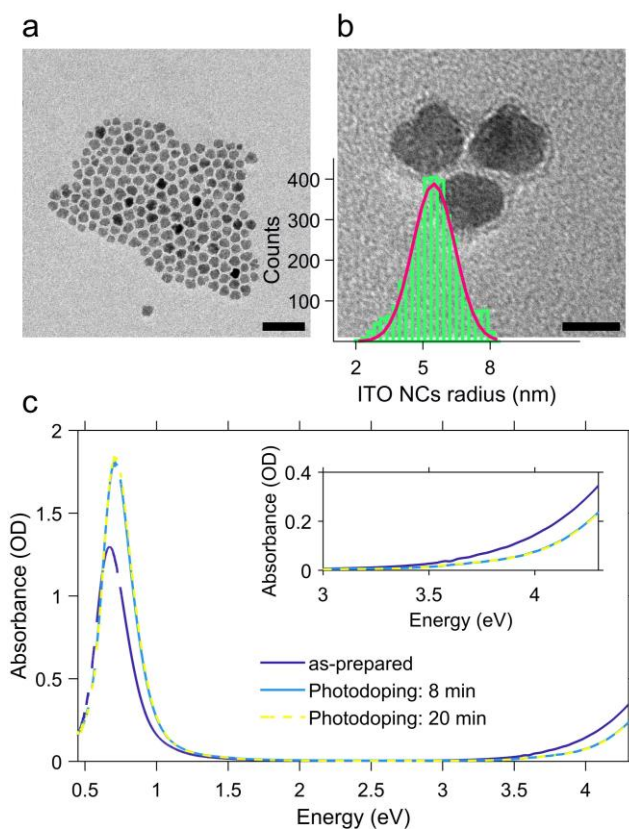 a
b
Counts
400
300
200
100
2 5 8
ITO NCs radius (nm)
c
Absorbance (OD)
2
1.5
1
0.5
0
0.5 1 1.5 2 2.5 3 3.5 4
Energy (eV)
Absorbance (OD)
0.4
0.2
0
3 3.5 4
Energy (eV)
as-prepared
Photodoping: 8 min
Photodoping: 20 min